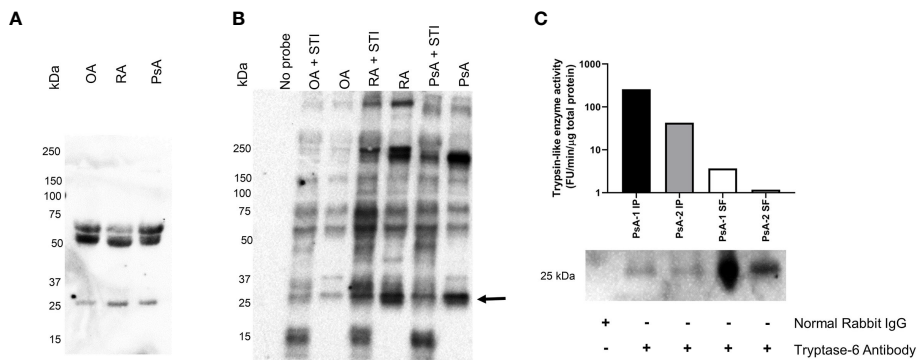 A
kDa
OA
RA
PsA
250
150
100
75
50
37
25
15
B
kDa
No probe
OA + STI
OA
RA + STI
RA
PsA + STI
PsA
250
150
100
75
50
37
25
15
C
Trypsin-like enzyme activity
(FU/min/µg total protein)
1000
100
10
1
PsA-1 IP
PsA-2 IP
PsA-1 SF
PsA-2 SF
25 kDa
+ - - - - Normal Rabbit IgG
- + + + + Tryptase-6 Antibody